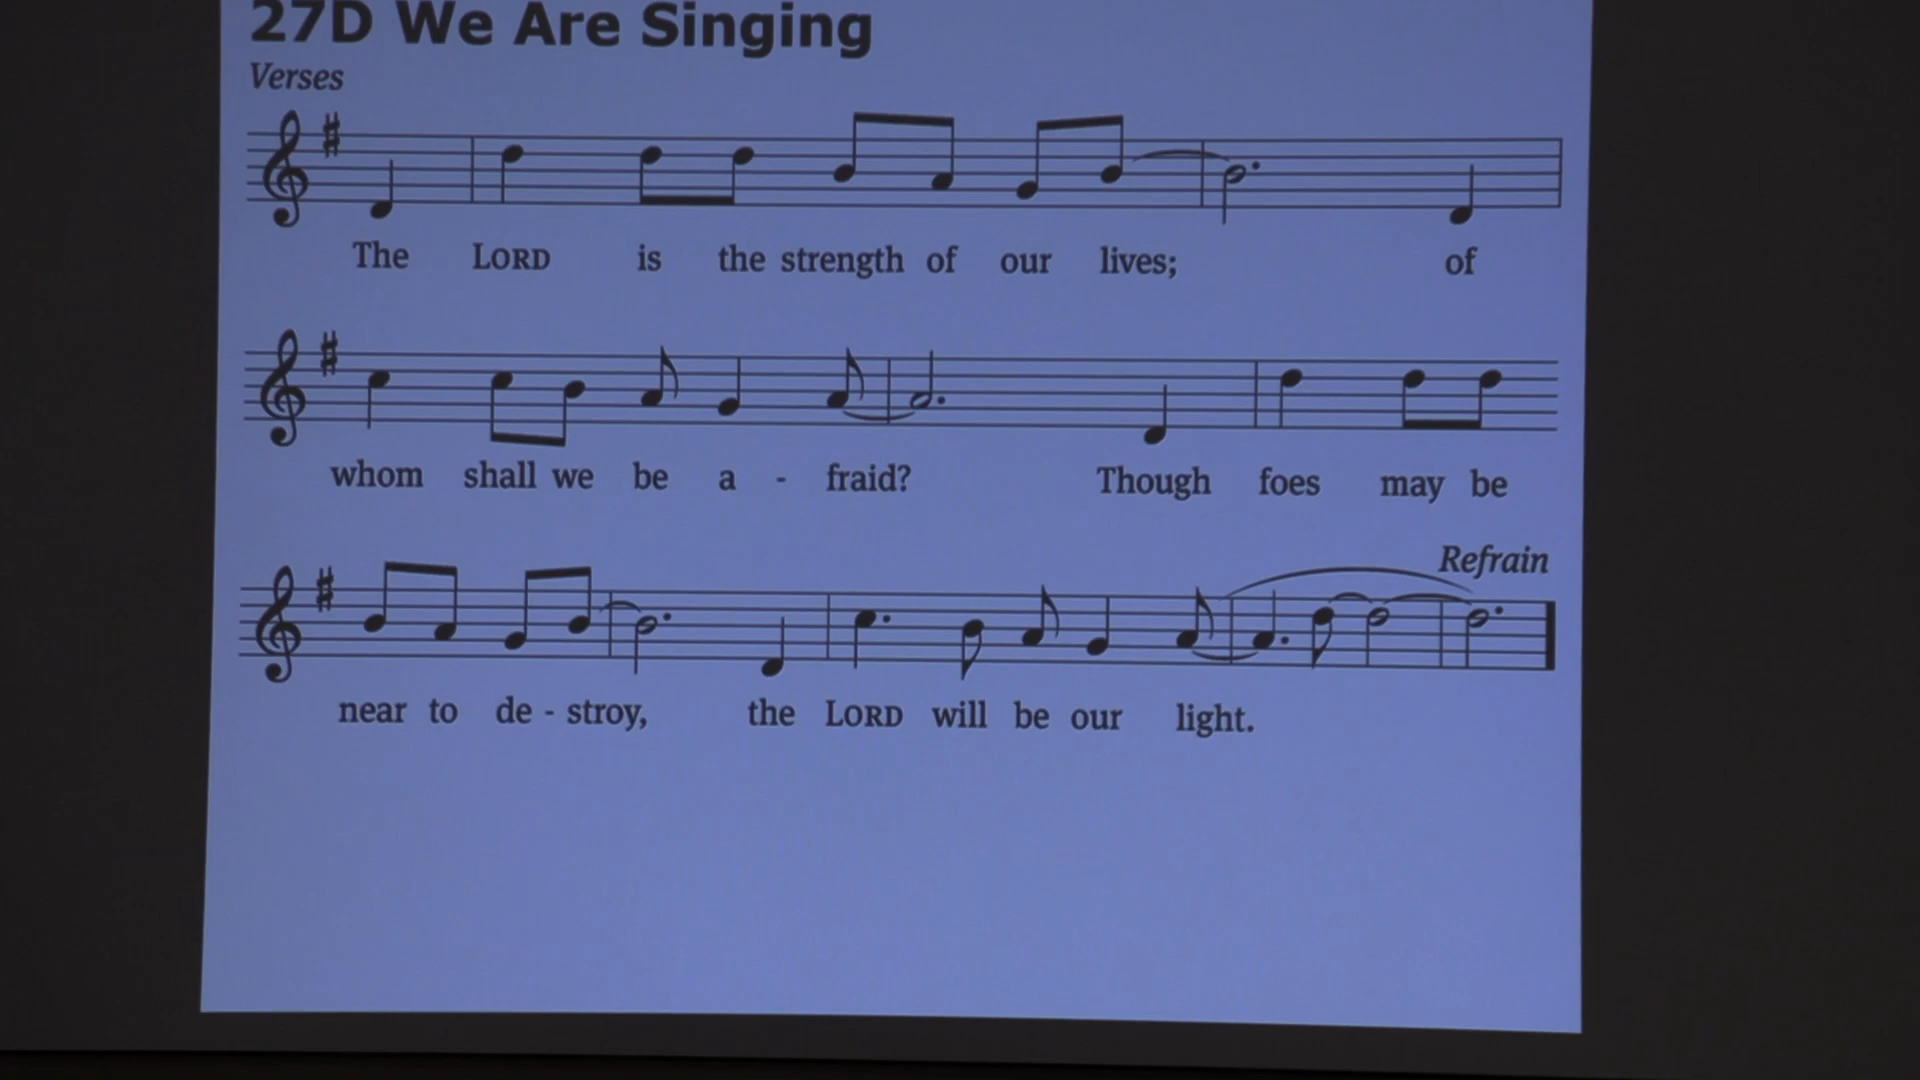 27D We Are Singing
Verses
The LORD is the strength of our lives; of
whom shall we be a - fraid? Though foes may be
Refrain
near to de - stroy, the LORD will be our light.